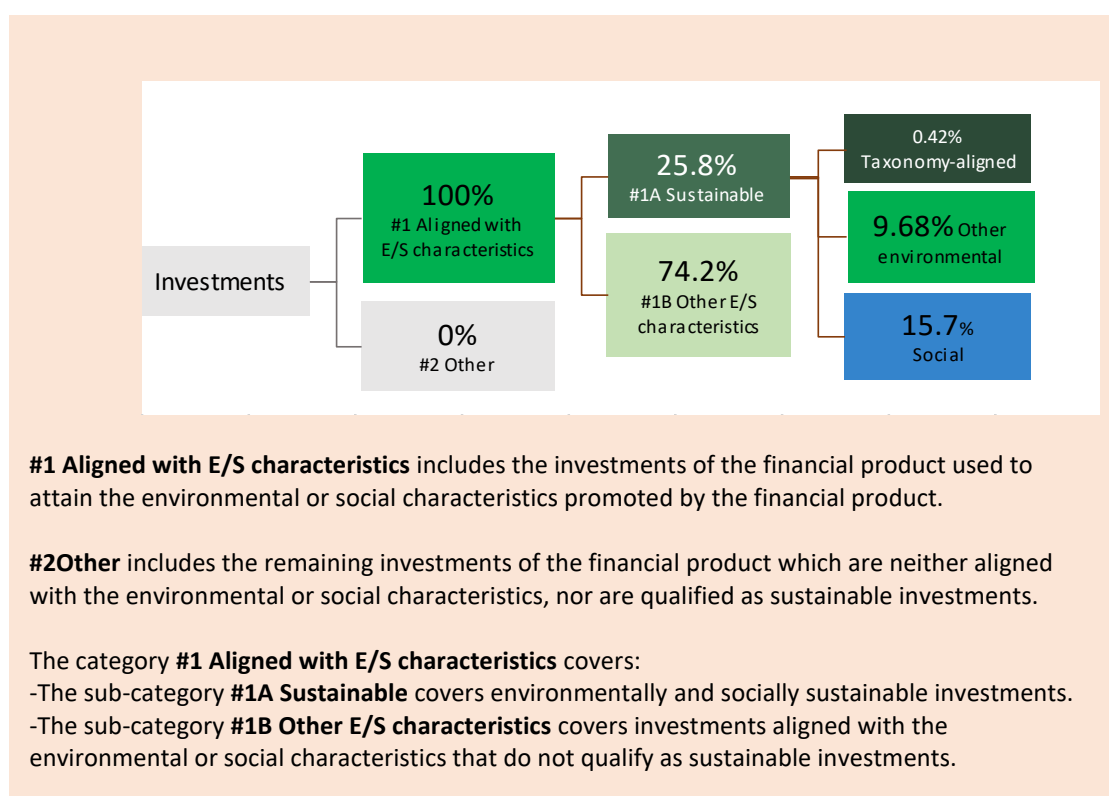 Investments
100%
#1 Aligned with
E/S characteristics
0%
#2 Other
25.8%
#1A Sustainable
74.2%
#1B Other E/S
characteristics
0.42%
Taxonomy-aligned
9.68% Other
environmental
15.7%
Social
#1 Aligned with E/S characteristics includes the investments of the financial product used to
attain the environmental or social characteristics promoted by the financial product.
#2Other includes the remaining investments of the financial product which are neither aligned
with the environmental or social characteristics, nor are qualified as sustainable investments.
The category #1 Aligned with E/S characteristics covers:
-The sub-category #1A Sustainable covers environmentally and socially sustainable investments.
-The sub-category #1B Other E/S characteristics covers investments aligned with the
environmental or social characteristics that do not qualify as sustainable investments.